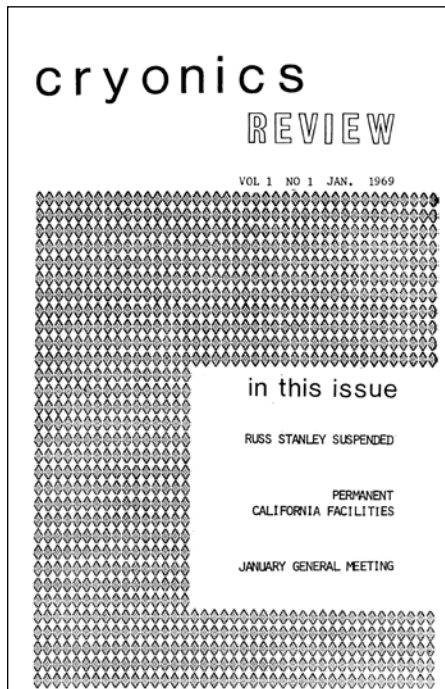 cryonics
REVIEW
VOL 1 NO 1 JAN. 1969
in this issue
RUSS STANLEY SUSPENDED
PERMANENT
CALIFORNIA FACILITIES
JANUARY GENERAL MEETING